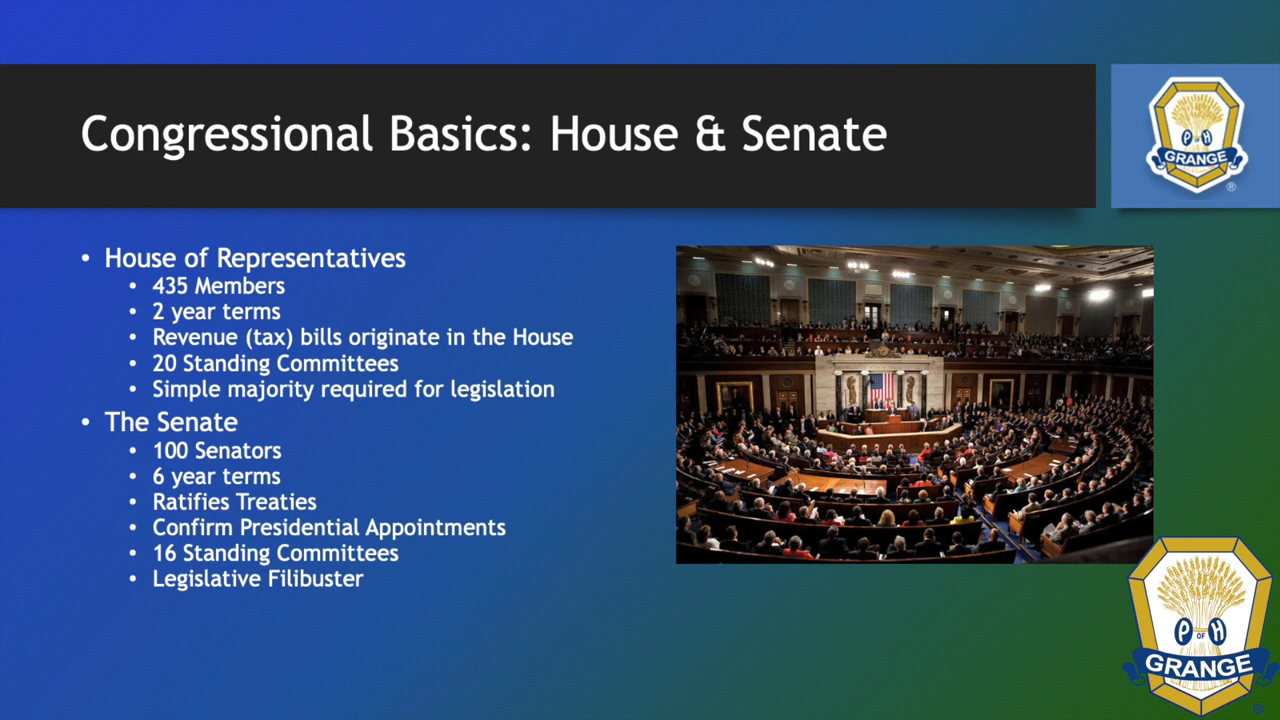 Congressional Basics: House & Senate
P OF H
GRANGE
®
• House of Representatives
• 435 Members
• 2 year terms
• Revenue (tax) bills originate in the House
• 20 Standing Committees
• Simple majority required for legislation
• The Senate
• 100 Senators
• 6 year terms
• Ratifies Treaties
• Confirm Presidential Appointments
• 16 Standing Committees
• Legislative Filibuster
P OF H
GRANGE
®